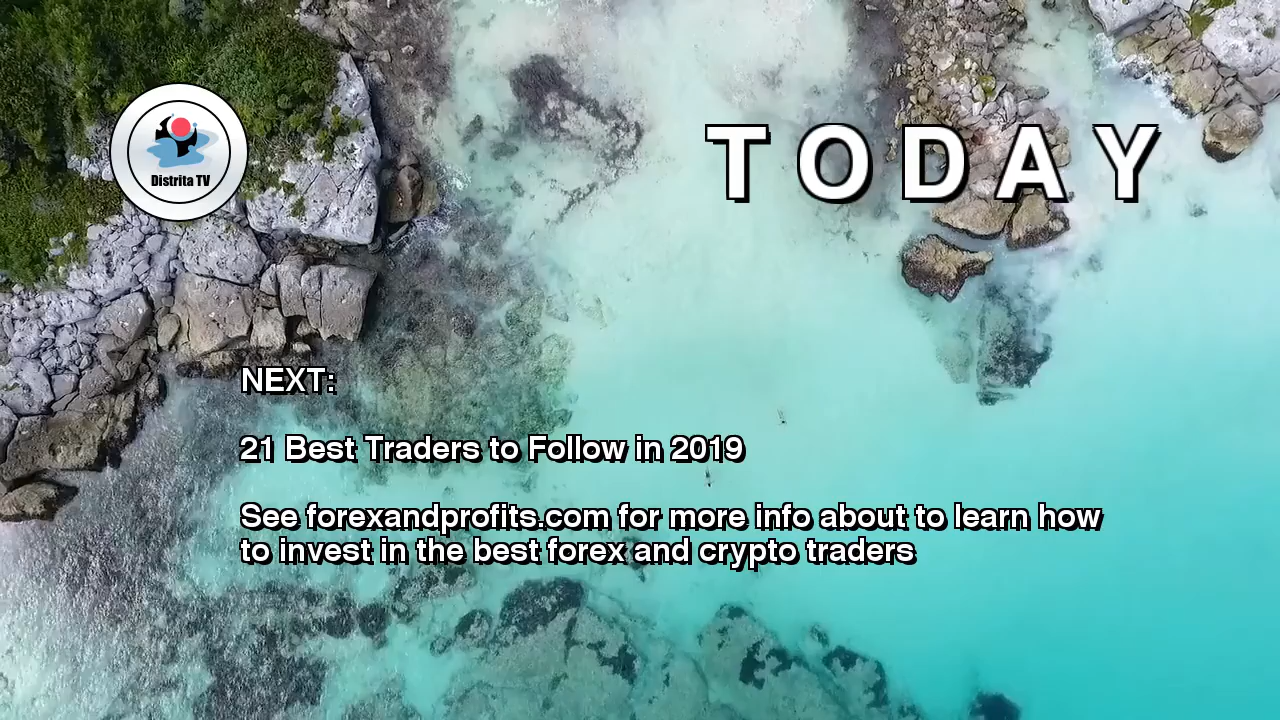 TODAY
Distrita TV
NEXT:
21 Best Traders to Follow in 2019
See forexandprofits.com for more info about to learn how
to invest in the best forex and crypto traders